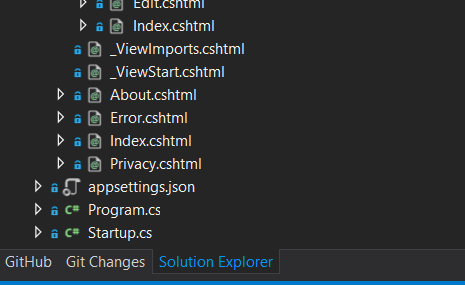 Edit.cshtml
Index.cshtml
_ViewImports.cshtml
_ViewStart.cshtml
About.cshtml
Error.cshtml
Index.cshtml
Privacy.cshtml
appsettings.json
C# Program.cs
C# Startup.cs
GitHub Git Changes Solution Explorer